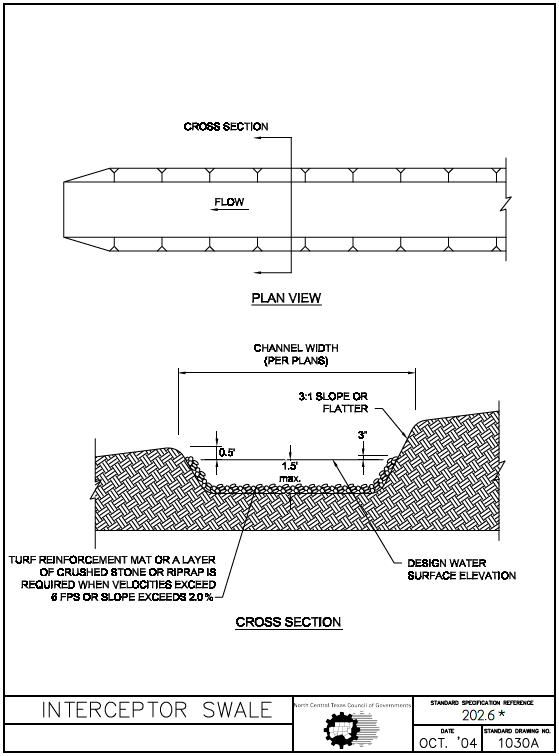 CROSS SECTION
FLOW
PLAN VIEW
CHANNEL WIDTH
(PER PLANS)
3:1 SLOPE OR
FLATTER
0.5'
3"
1.5'
max.
TURF REINFORCEMENT MAT OR A LAYER
OF CRUSHED STONE OR RIPRAP IS
REQUIRED WHEN VELOCITIES EXCEED
6 FPS OR SLOPE EXCEEDS 2.0%
DESIGN WATER
SURFACE ELEVATION
CROSS SECTION
INTERCEPTOR SWALE
North Central Texas Council of Governments
STANDARD SPECIFICATION REFERENCE
202.6*
DATE
OCT. '04
STANDARD DRAWING NO.
1030A